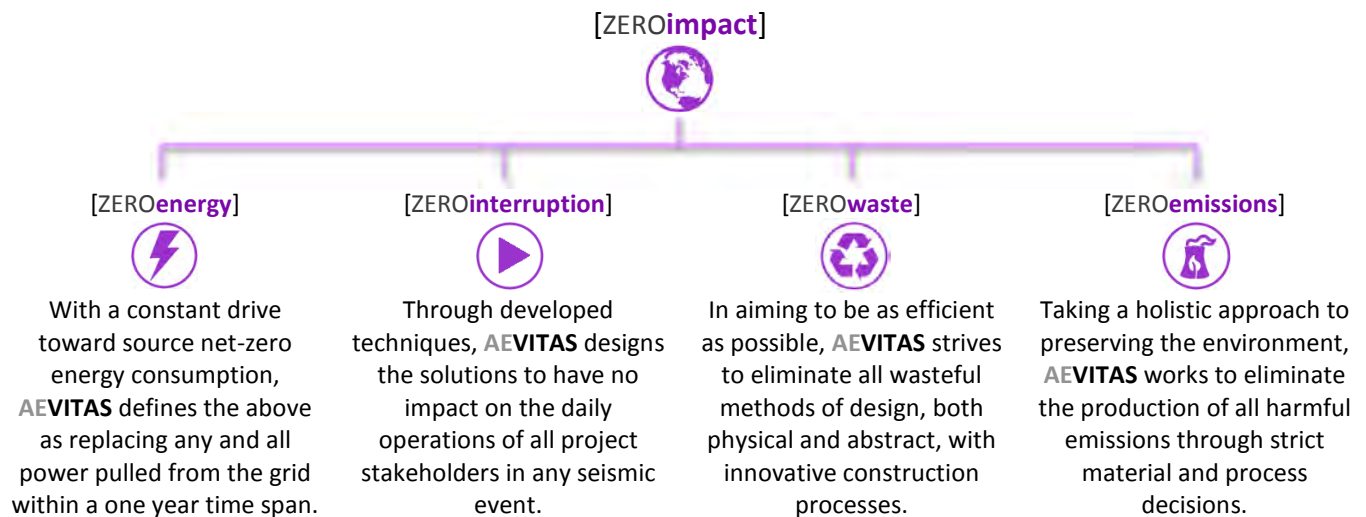 [ZEROimpact]
[ZEROenergy]
With a constant drive
toward source net-zero
energy consumption,
AEVITAS defines the above
as replacing any and all
power pulled from the grid
within a one year time span.
[ZEROinterruption]
Through developed
techniques, AEVITAS designs
the solutions to have no
impact on the daily
operations of all project
stakeholders in any seismic
event.
[ZEROwaste]
In aiming to be as efficient
as possible, AEVITAS strives
to eliminate all wasteful
methods of design, both
physical and abstract, with
innovative construction
processes.
[ZEROemissions]
Taking a holistic approach to
preserving the environment,
AEVITAS works to eliminate
the production of all harmful
emissions through strict
material and process
decisions.